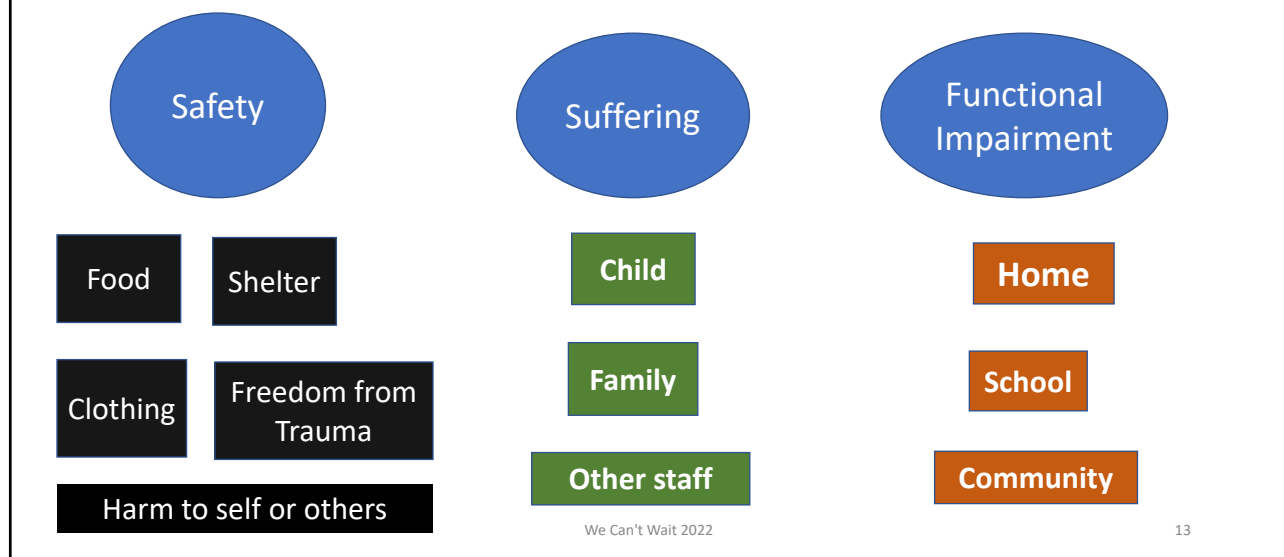 Safety
Food
Shelter
Clothing
Freedom from
Trauma
Harm to self or others
Suffering
Child
Family
Other staff
Functional
Impairment
Home
School
Community
We Can't Wait 2022
13